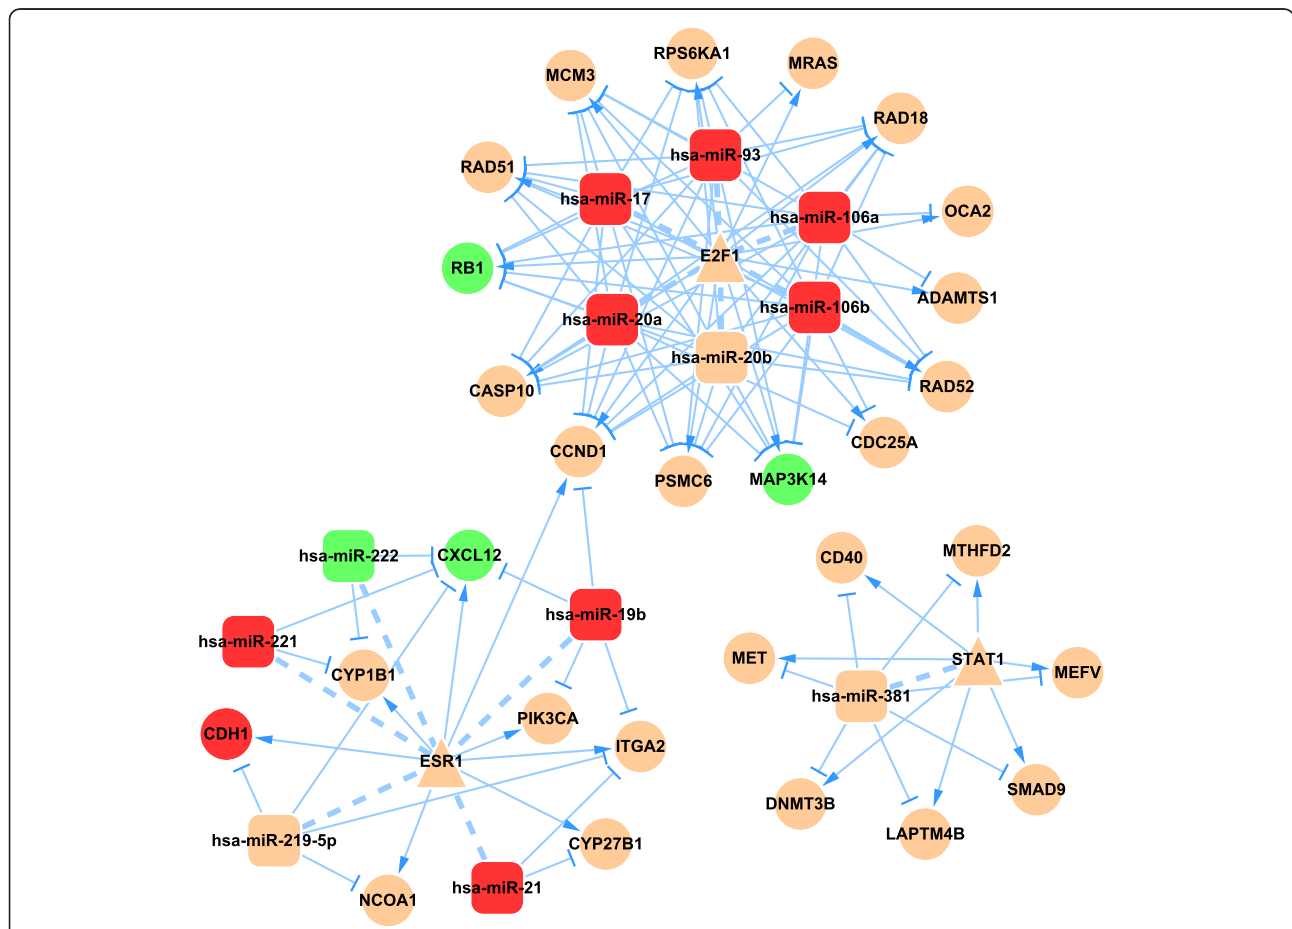 RPS6KA1
MRAS
MCM3
RAD18
hsa-miR-93
RAD51
hsa-miR-17
OCA2
hsa-miR-106a
E2F1
RB1
ADAMTS1
hsa-miR-106b
hsa-miR-20a
hsa-miR-20b
RAD52
CASP10
CDC25A
CCND1
PSMC6
MAP3K14
hsa-miR-222
CXCL12
CD40
MTHFD2
hsa-miR-19b
hsa-miR-221
MET
STAT1
CYP1B1
MEFV
hsa-miR-381
PIK3CA
CDH1
ITGA2
ESR1
SMAD9
DNMT3B
LAPTM4B
hsa-miR-219-5p
CYP27B1
hsa-miR-21
NCOA1